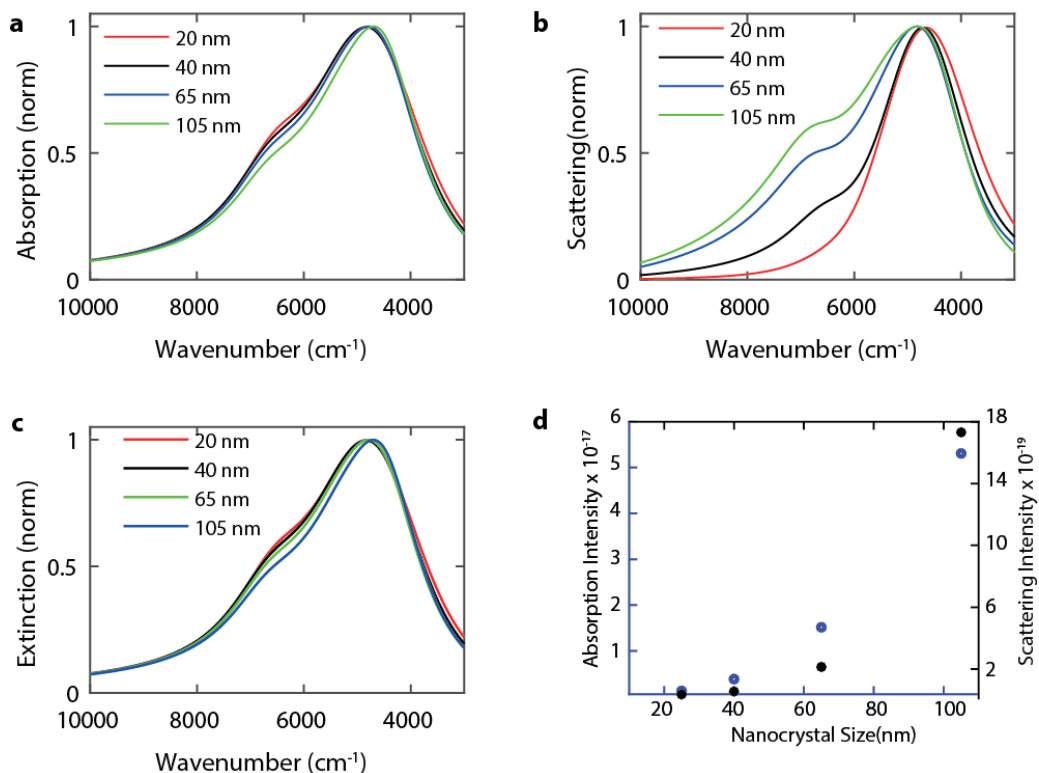 a
Absorption (norm)
1
0.5
0
20 nm
40 nm
65 nm
105 nm
10000 8000 6000 4000
Wavenumber (cm⁻¹)
b
Scattering(norm)
1
0.5
0
20 nm
40 nm
65 nm
105 nm
10000 8000 6000 4000
Wavenumber (cm⁻¹)
c
Extinction (norm)
1
0.5
0
20 nm
40 nm
65 nm
105 nm
10000 8000 6000 4000
Wavenumber (cm⁻¹)
d
Absorption Intensity x 10⁻¹⁷
6
5
4
3
2
1
18
14
10
6
2
Scattering Intensity x 10⁻¹⁹
20 40 60 80 100
Nanocrystal Size(nm)